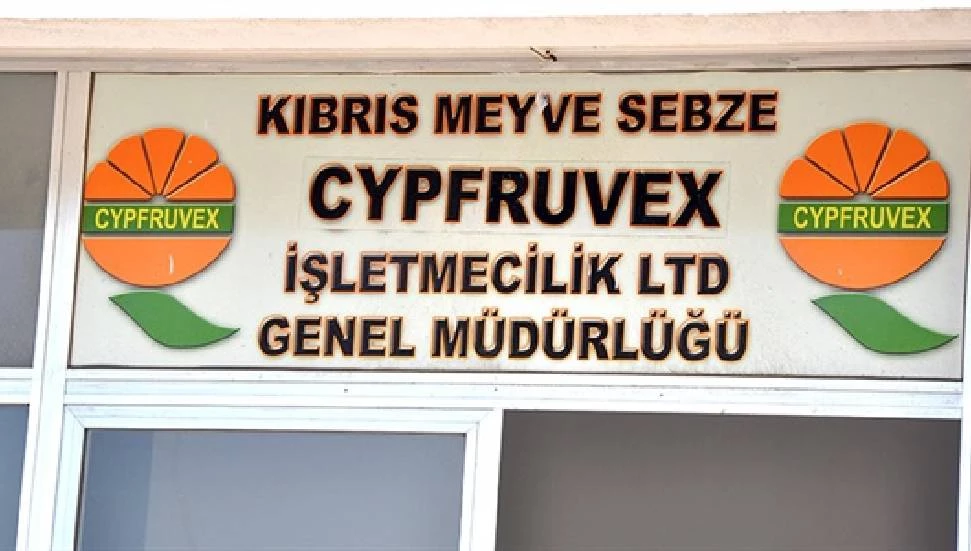 KIBRIS MEYVE SEBZE
CYPFRUVEX
CYPFRUVEX
CYPFRUVEX
İŞLETMECİLİK LTD
GENEL MÜDÜRLÜĞÜ